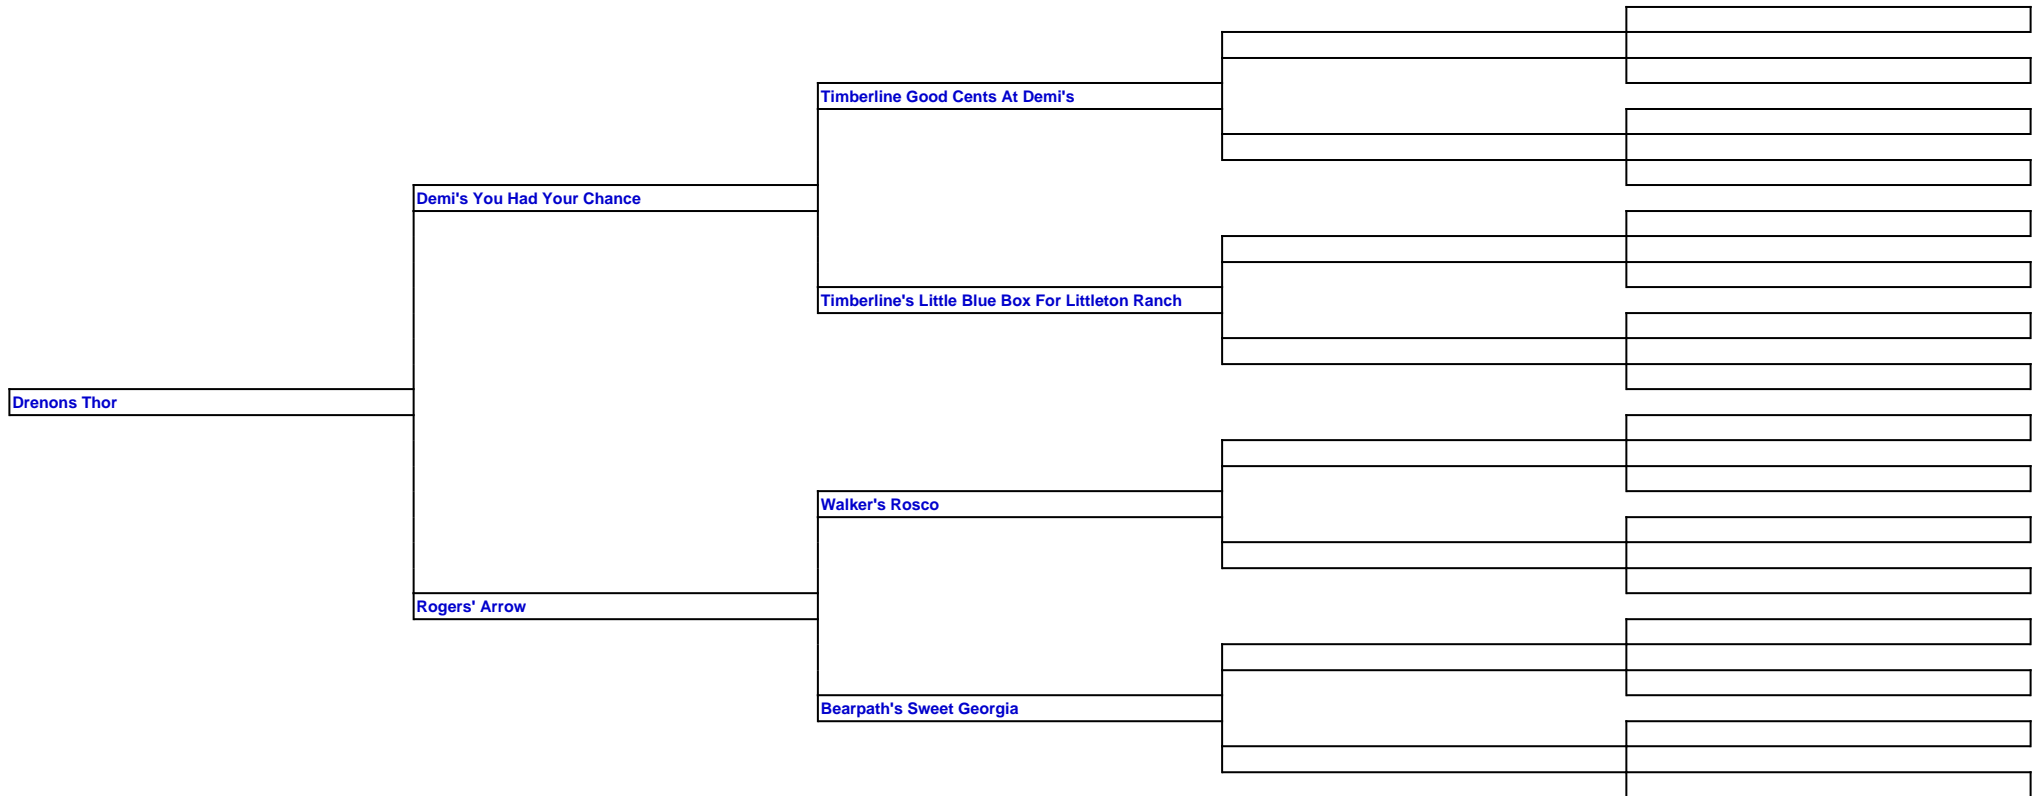 Timberline Good Cents At Demi's
Demi's You Had Your Chance
Timberline's Little Blue Box For Littleton Ranch
Drenons Thor
Walker's Rosco
Rogers' Arrow
Bearpath's Sweet Georgia